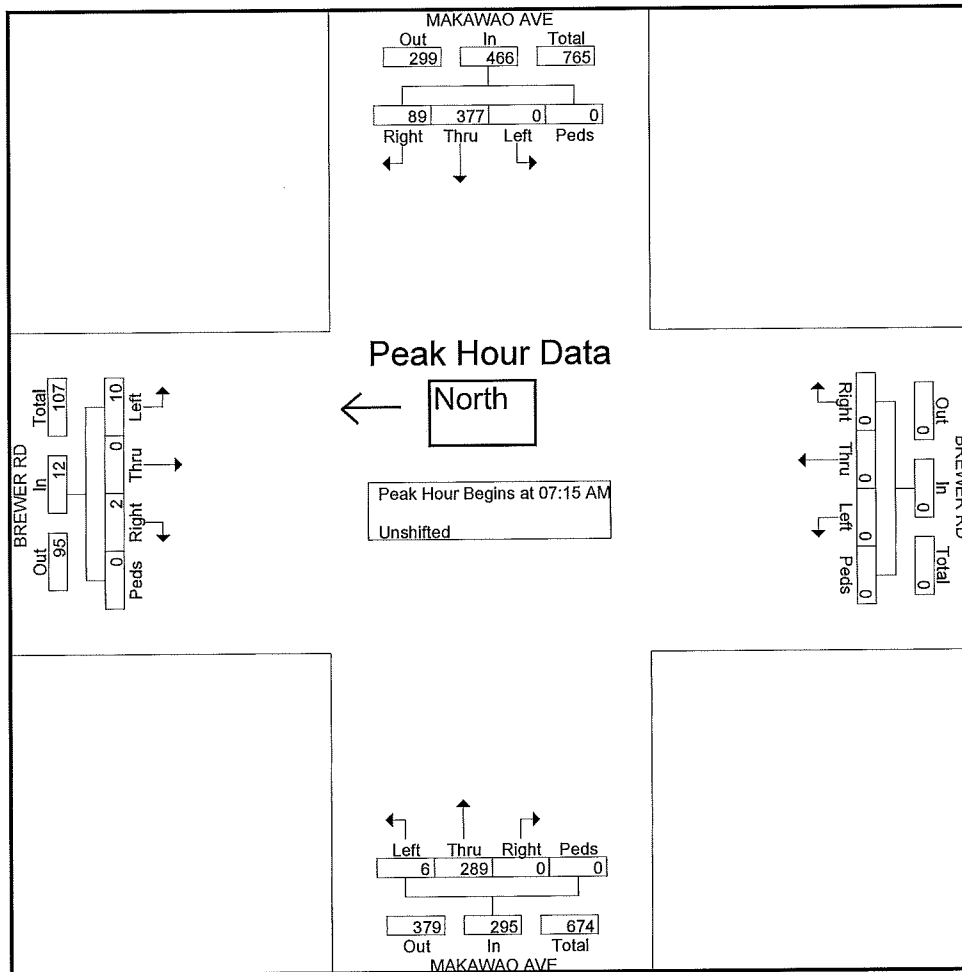 MAKAWAO AVE
Out In Total
299 466 765
89 377 0 0
Right Thru Left Peds
Peak Hour Data
North
Peak Hour Begins at 07:15 AM
Unshifted
BREWER RD
Total In Out
107 12 95
10 0 2 0
Left Thru Right Peds
Right Thru Left Peds
0 0 0 0
Out In Total
0 0 0
BREWER RD
Left Thru Right Peds
6 289 0 0
379 295 674
Out In Total
MAKAWAO AVE